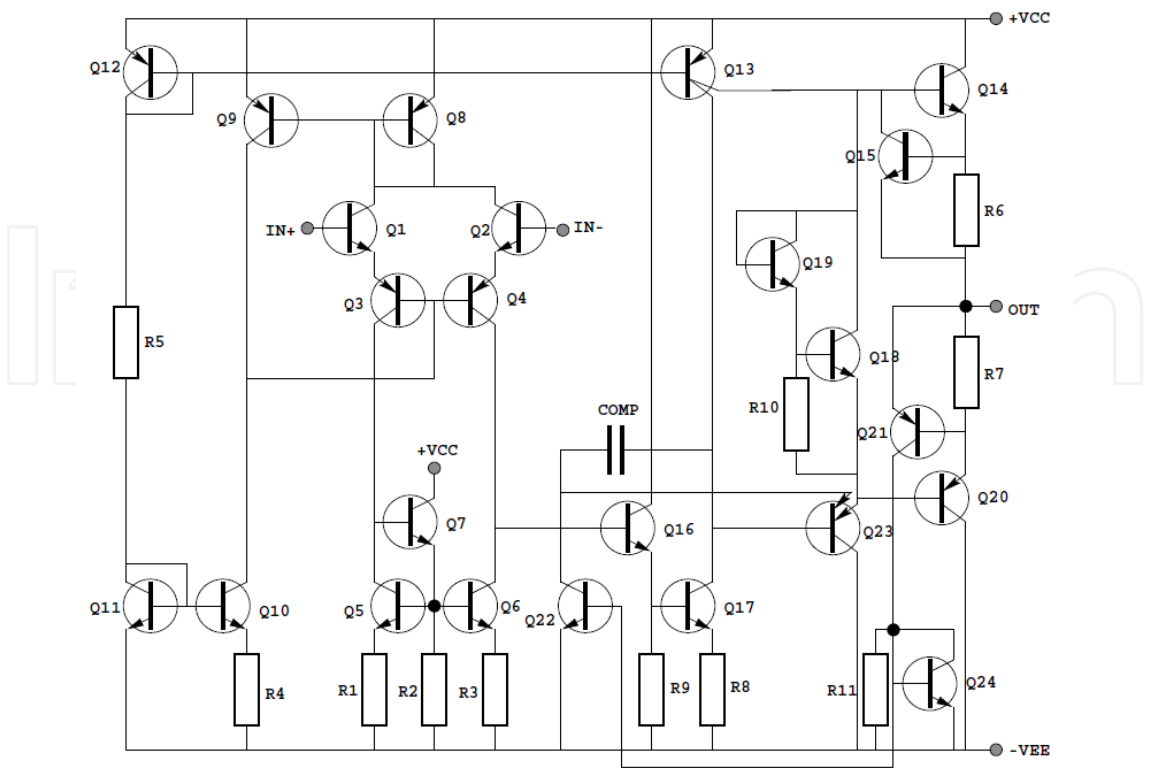 +VCC
Q12
Q13
Q14
Q9
Q8
Q15
R6
IN+
Q1
Q2
IN-
Q19
Q3
Q4
OUT
R5
Q18
R7
R10
COMP
Q21
+VCC
Q20
Q7
Q16
Q23
Q11
Q10
Q5
Q6
Q22
Q17
R4
R1
R2
R3
R9
R8
R11
Q24
-VEE